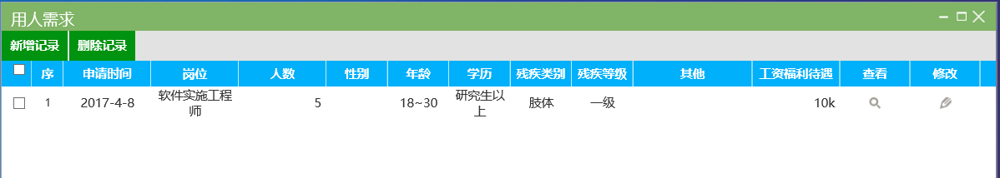 用人需求
新增记录 删除记录
序 申请时间 岗位 人数 性别 年龄 学历 残疾类别 残疾等级 其他 工资福利待遇 查看 修改
1 2017-4-8 软件实施工程 5 18~30 研究生以 肢体 一级 10k
师 上